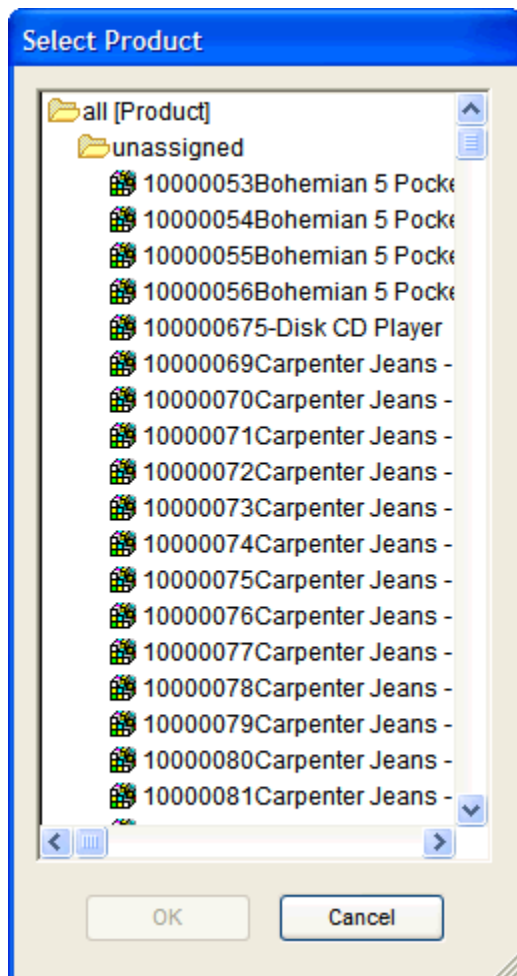 Select Product
all [Product]
unassigned
10000053Bohemian 5 Pocke
10000054Bohemian 5 Pocke
10000055Bohemian 5 Pocke
10000056Bohemian 5 Pocke
100000675-Disk CD Player
10000069Carpenter Jeans -
10000070Carpenter Jeans -
10000071Carpenter Jeans -
10000072Carpenter Jeans -
10000073Carpenter Jeans -
10000074Carpenter Jeans -
10000075Carpenter Jeans -
10000076Carpenter Jeans -
10000077Carpenter Jeans -
10000078Carpenter Jeans -
10000079Carpenter Jeans -
10000080Carpenter Jeans -
10000081Carpenter Jeans -
OK Cancel